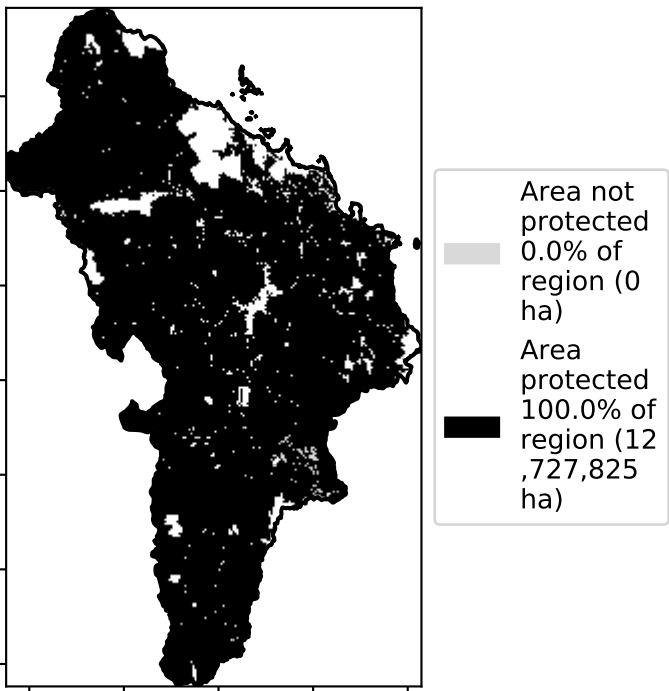 Area not
protected
0.0% of
region (0
ha)
Area
protected
100.0% of
region (12
,727,825
ha)